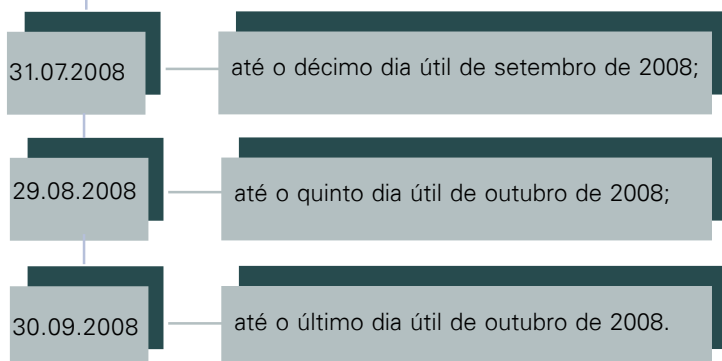 31.07.2008
até o décimo dia útil de setembro de 2008;
29.08.2008
até o quinto dia útil de outubro de 2008;
30.09.2008
até o último dia útil de outubro de 2008.